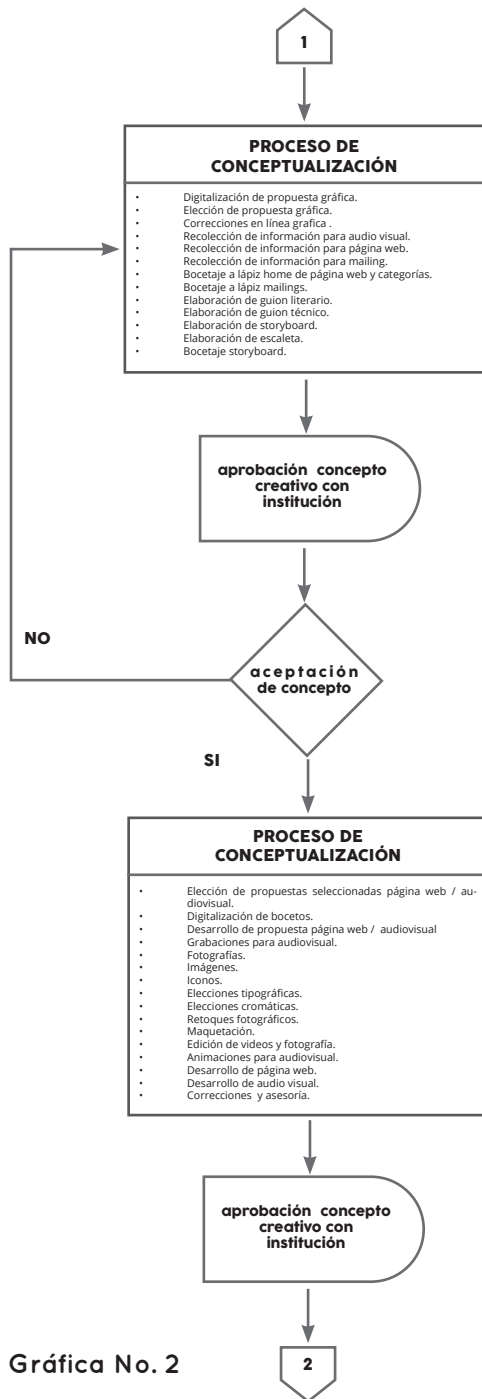 1
PROCESO DE
CONCEPTUALIZACIÓN
• Digitalización de propuesta gráfica.
• Elección de propuesta gráfica.
• Correcciones en línea grafica .
• Recolección de información para audio visual.
• Recolección de información para página web.
• Recolección de información para mailing.
• Bocetaje a lápiz home de página web y categorías.
• Bocetaje a lápiz mailings.
• Elaboración de guion literario.
• Elaboración de guion técnico.
• Elaboración de storyboard.
• Elaboración de escaleta.
• Bocetaje storyboard.
aprobación concepto
creativo con
institución
NO
aceptación
de concepto
SI
PROCESO DE
CONCEPTUALIZACIÓN
• Elección de propuestas seleccionadas página web / au-
diovisual.
• Digitalización de bocetos.
• Desarrollo de propuesta página web / audiovisual
• Grabaciones para audiovisual.
• Fotografías.
• Imágenes.
• Iconos.
• Elecciones tipográficas.
• Elecciones cromáticas.
• Retoques fotográficos.
• Maquetación.
• Edición de videos y fotografía.
• Animaciones para audiovisual.
• Desarrollo de página web.
• Desarrollo de audio visual.
• Correcciones y asesoría.
aprobación concepto
creativo con
institución
Gráfica No. 2
2